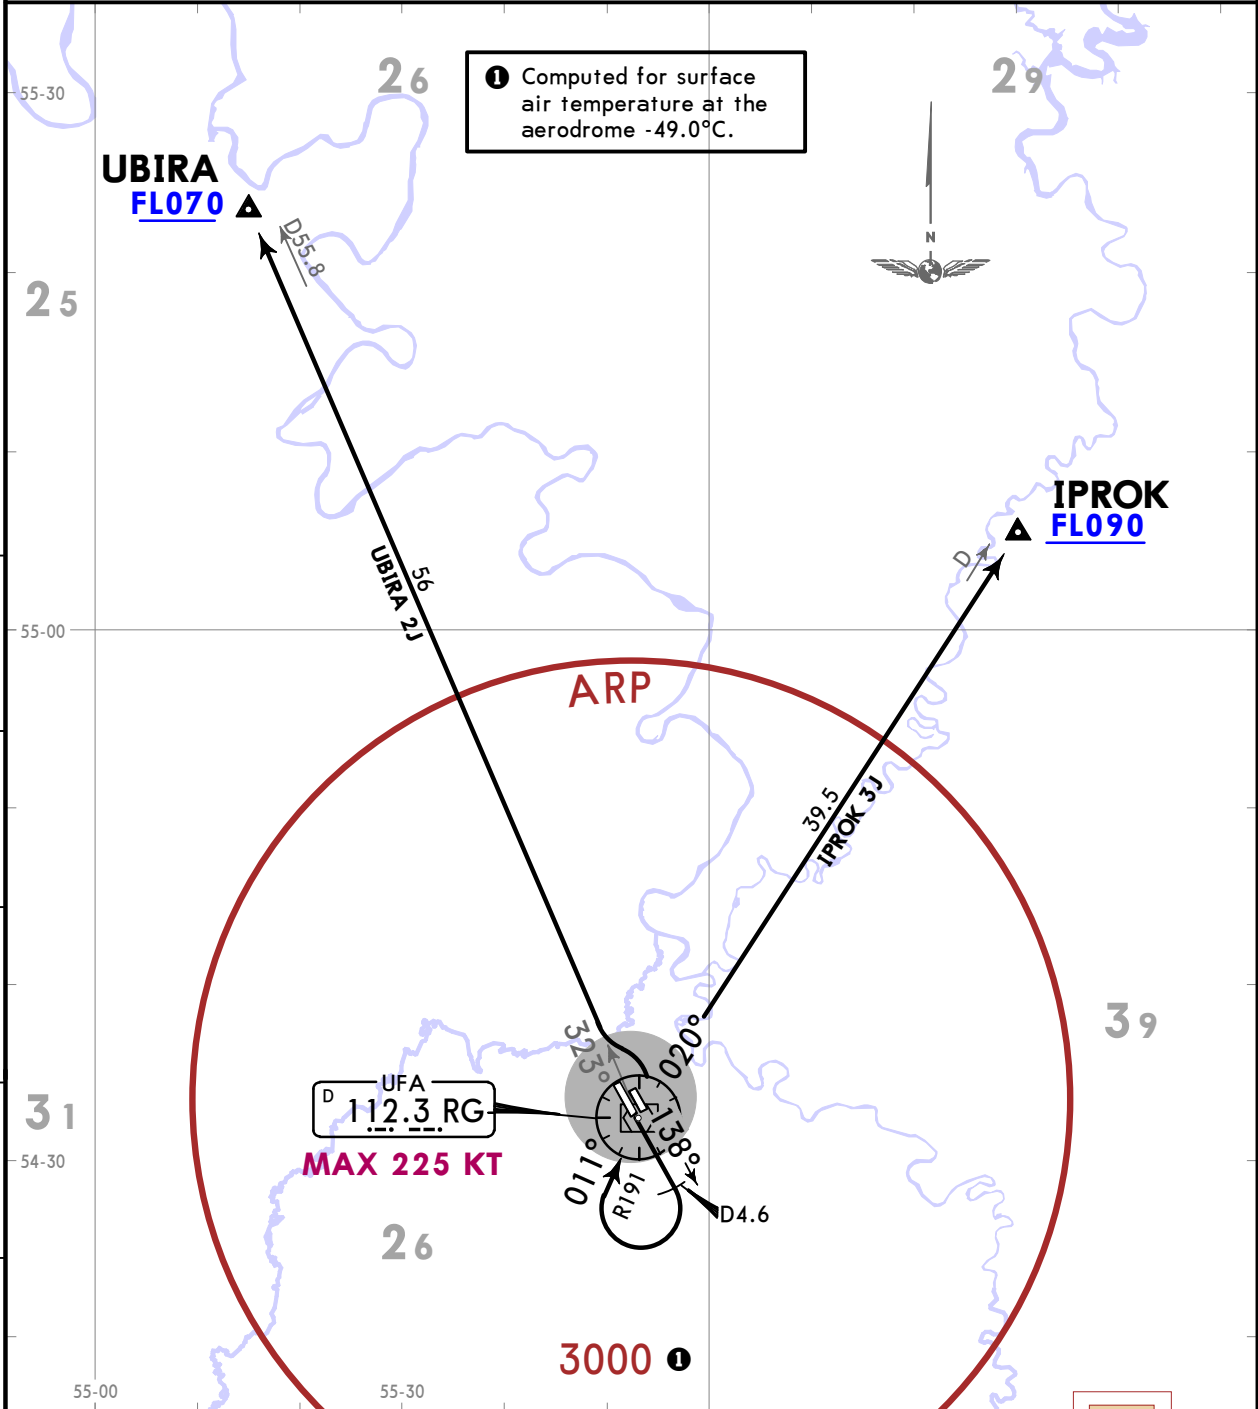 55-30
26
❶ Computed for surface
air temperature at the
aerodrome -49.0°C.
29
UBIRA
FL070
D55.8
N
25
IPROK
FL090
D
56
UBIRA 2J
55-00
ARP
39.5
IPROK 3J
39
323°
020°
UFA
D 112.3 RG
31
MAX 225 KT
138°
54-30
011°
R191
D4.6
26
3000 ❶
55-00
55-30